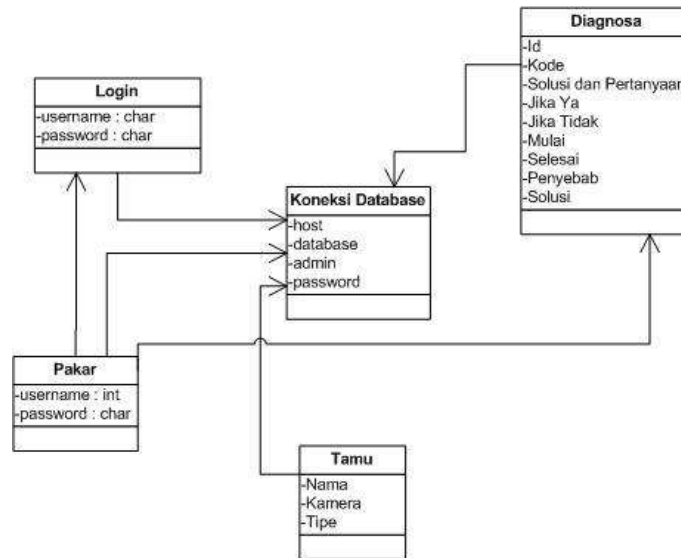 Diagnosa
-Id
-Kode
-Solusi dan Pertanyaan
-Jika Ya
-Jika Tidak
-Mulai
-Selesai
-Penyebab
-Solusi
Login
-username : char
-password : char
Koneksi Database
-host
-database
-admin
-password
Pakar
-username : int
-password : char
Tamu
-Nama
-Kamera
-Tipe